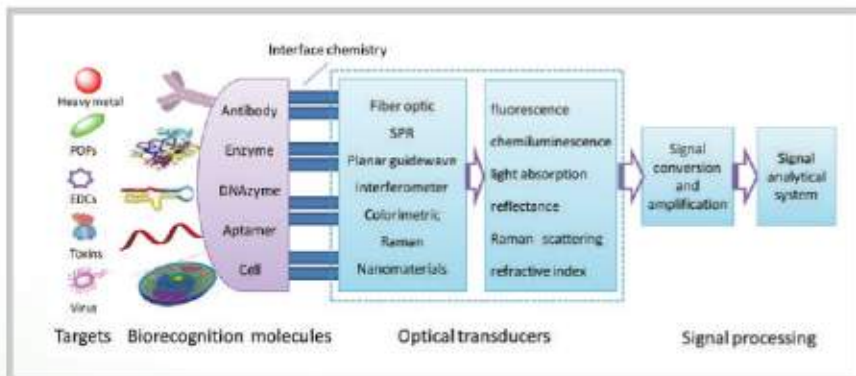 Interface chemistry
Heavy metal
POPs
EDCs
Toxins
Virus
Antibody
Enzyme
DNAzyme
Aptamer
Cell
Fiber optic
SPR
Planar guidewave
Interferometer
Colorimetric
Raman
Nanomaterials
fluorescence
chemiluminescence
light absorption
reflectance
Raman scattering
refractive index
Signal
conversion
and
amplification
Signal
analytical
system
Targets
Biorecognition molecules
Optical transducers
Signal processing